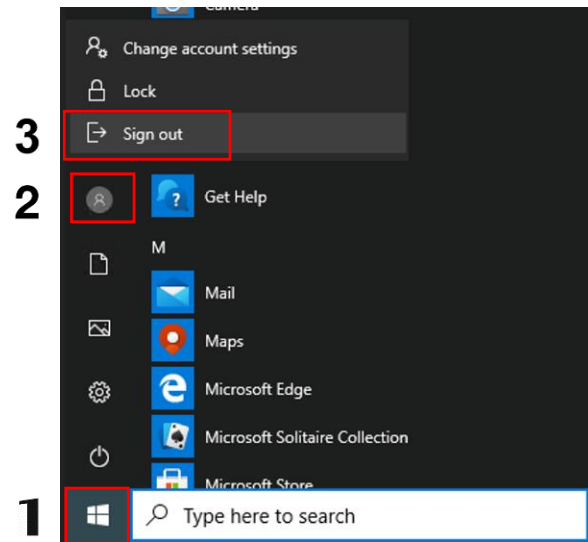 Camera
Change account settings
Lock
3 Sign out
2 Get Help
M
Mail
Maps
Microsoft Edge
Microsoft Solitaire Collection
Microsoft Store
1 Type here to search